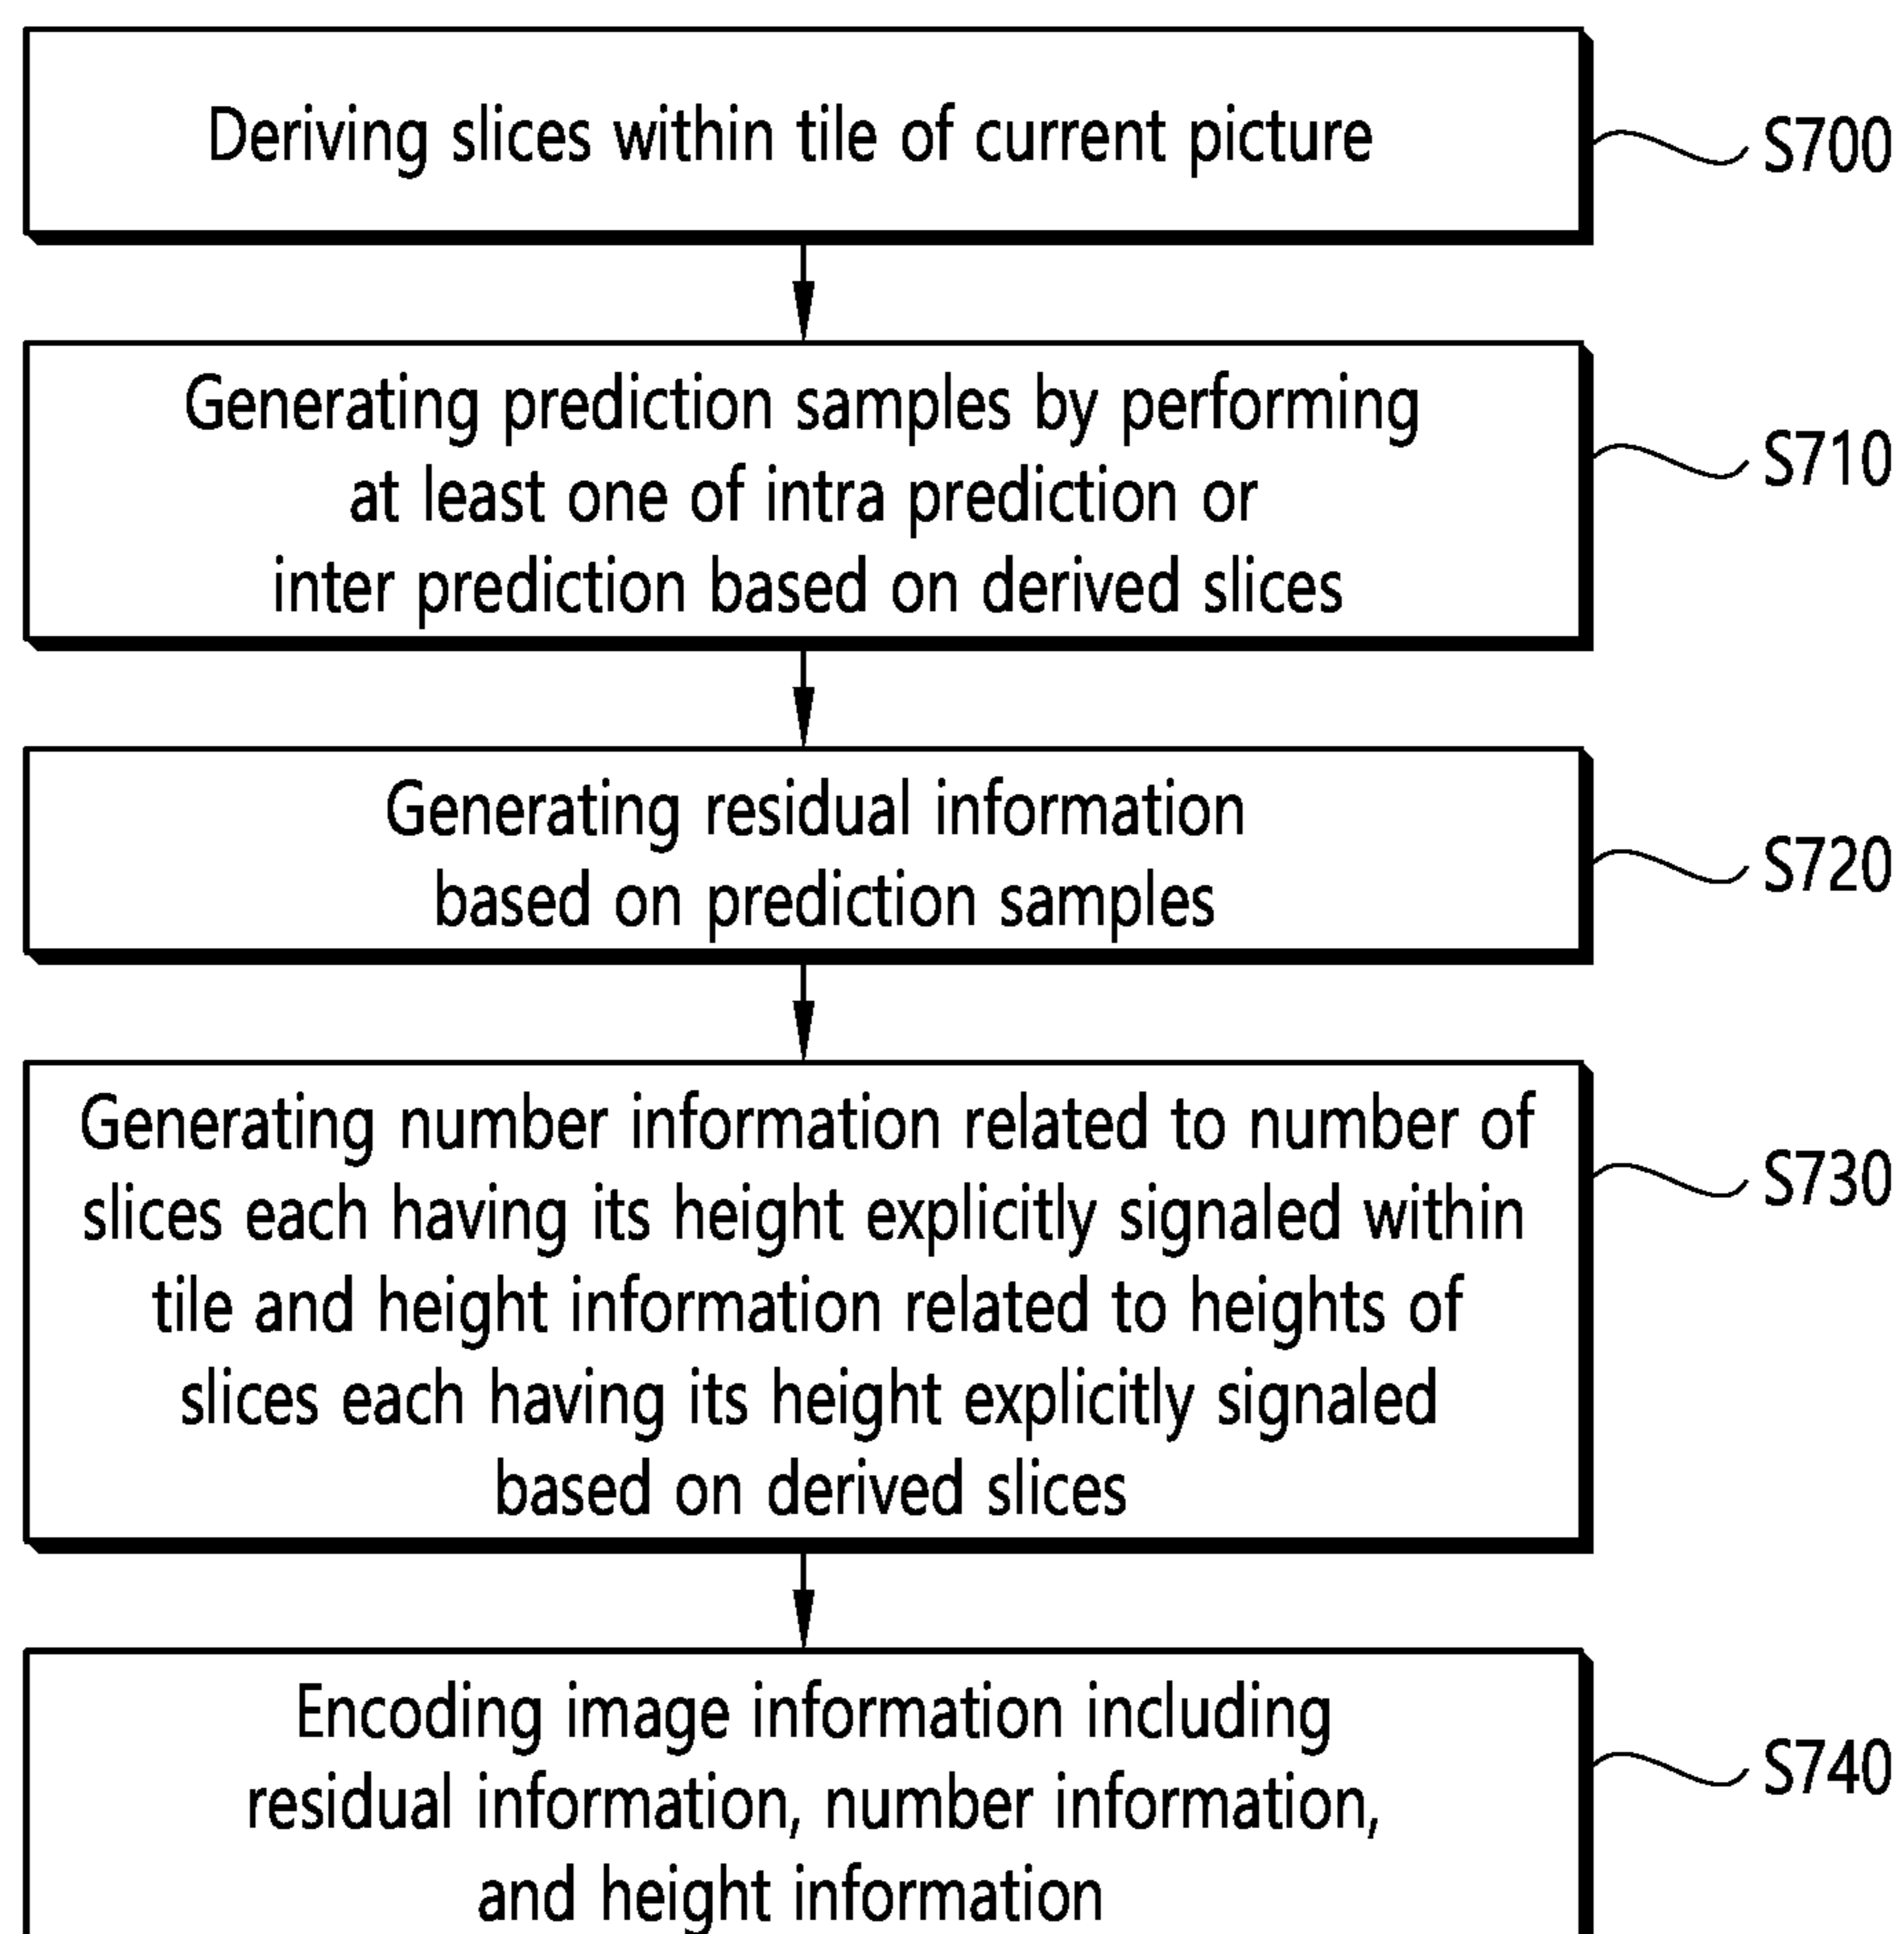 Deriving slices within tile of current picture
S700
Generating prediction samples by performing
at least one of intra prediction or
inter prediction based on derived slices
S710
Generating residual information
based on prediction samples
S720
Generating number information related to number of
slices each having its height explicitly signaled within
tile and height information related to heights of
slices each having its height explicitly signaled
based on derived slices
S730
Encoding image information including
residual information, number information,
and height information
S740